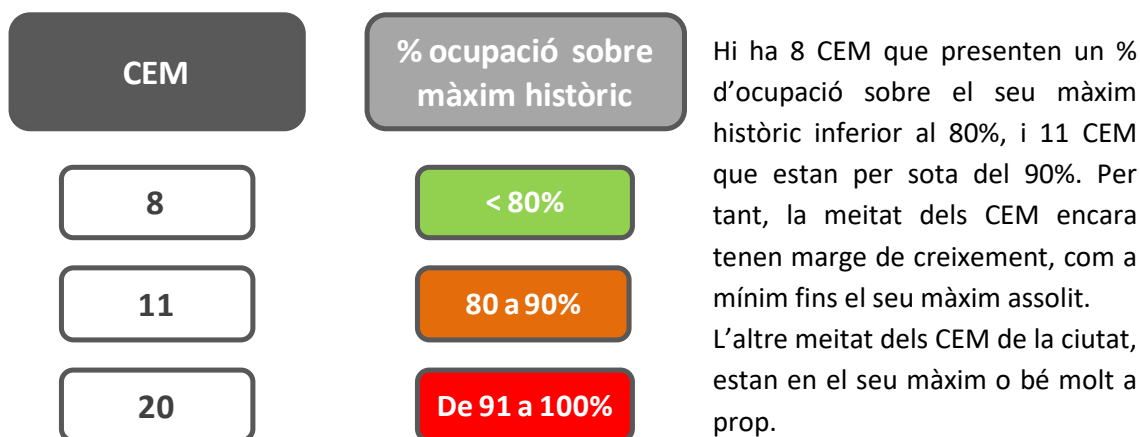 CEM
% ocupació sobre
màxim històric
8
< 80%
11
80 a 90%
20
De 91 a 100%
Hi ha 8 CEM que presenten un %
d’ocupació sobre el seu màxim
històric inferior al 80%, i 11 CEM
que estan per sota del 90%. Per
tant, la meitat dels CEM encara
tenen marge de creixement, com a
mínim fins el seu màxim assolit.
L’altre meitat dels CEM de la ciutat,
estan en el seu màxim o bé molt a
prop.